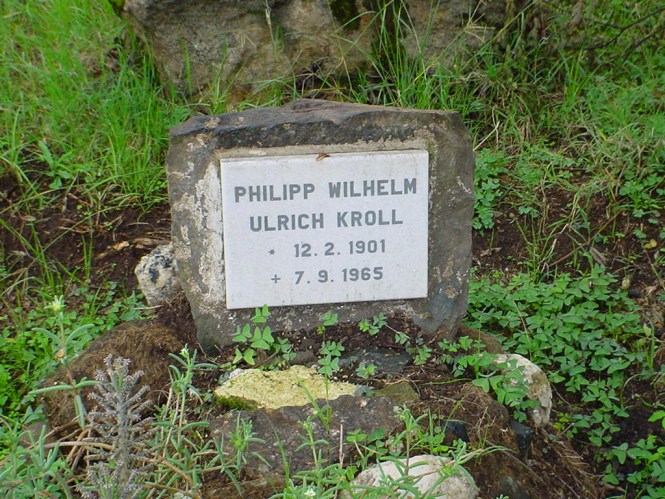 PHILIPP WILHELM
ULRICH KROLL
* 12. 2. 1901
+ 7. 9. 1965